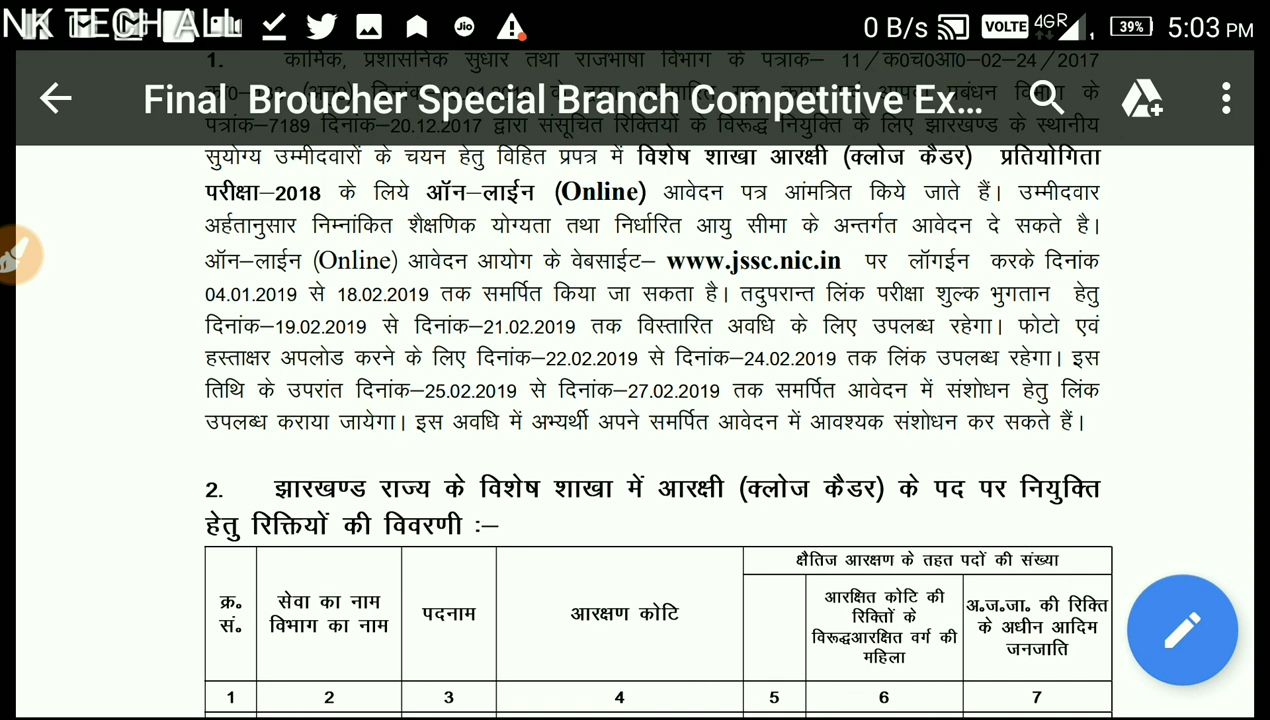 NK TECH ALL
Jio
0 B/s VOLTE 4GR 39% 5:03 PM
1. कार्मिक, प्रशासनिक सुधार तथा राजभाषा विभाग के पत्रांक– 11/क0च0आ0–02–24/2017
Final Broucher Special Branch Competitive Ex...
पत्रांक–7189 दिनांक–20.12.2017 द्वारा संसूचित रिक्तियों के विरूद्ध नियुक्ति के लिए झारखण्ड के स्थानीय
सुयोग्य उम्मीदवारों के चयन हेतु विहित प्रपत्र में विशेष शाखा आरक्षी (क्लोज कैडर) प्रतियोगिता
परीक्षा–2018 के लिये ऑन–लाईन (Online) आवेदन पत्र आंमत्रित किये जाते हैं। उम्मीदवार
अर्हतानुसार निम्नांकित शैक्षणिक योग्यता तथा निर्धारित आयु सीमा के अन्तर्गत आवेदन दे सकते है।
ऑन–लाईन (Online) आवेदन आयोग के वेबसाईट– www.jssc.nic.in पर लॉगईन करके दिनांक
04.01.2019 से 18.02.2019 तक समर्पित किया जा सकता है। तदुपरान्त लिंक परीक्षा शुल्क भुगतान हेतु
दिनांक–19.02.2019 से दिनांक–21.02.2019 तक विस्तारित अवधि के लिए उपलब्ध रहेगा। फोटो एवं
हस्ताक्षर अपलोड करने के लिए दिनांक–22.02.2019 से दिनांक–24.02.2019 तक लिंक उपलब्ध रहेगा। इस
तिथि के उपरांत दिनांक–25.02.2019 से दिनांक–27.02.2019 तक समर्पित आवेदन में संशोधन हेतु लिंक
उपलब्ध कराया जायेगा। इस अवधि में अभ्यर्थी अपने समर्पित आवेदन में आवश्यक संशोधन कर सकते हैं।
2. झारखण्ड राज्य के विशेष शाखा में आरक्षी (क्लोज कैडर) के पद पर नियुक्ति
हेतु रिक्तियों की विवरणी :–
क्षैतिज आरक्षण के तहत पदों की संख्या
क्र॰
सं॰
सेवा का नाम
विभाग का नाम
पदनाम
आरक्षण कोटि
आरक्षित कोटि की
रिक्तिों के
विरूद्धआरक्षित वर्ग की
महिला
अ॰ज॰जा॰ की रिक्ति
के अधीन आदिम
जनजाति
1 2 3 4 5 6 7